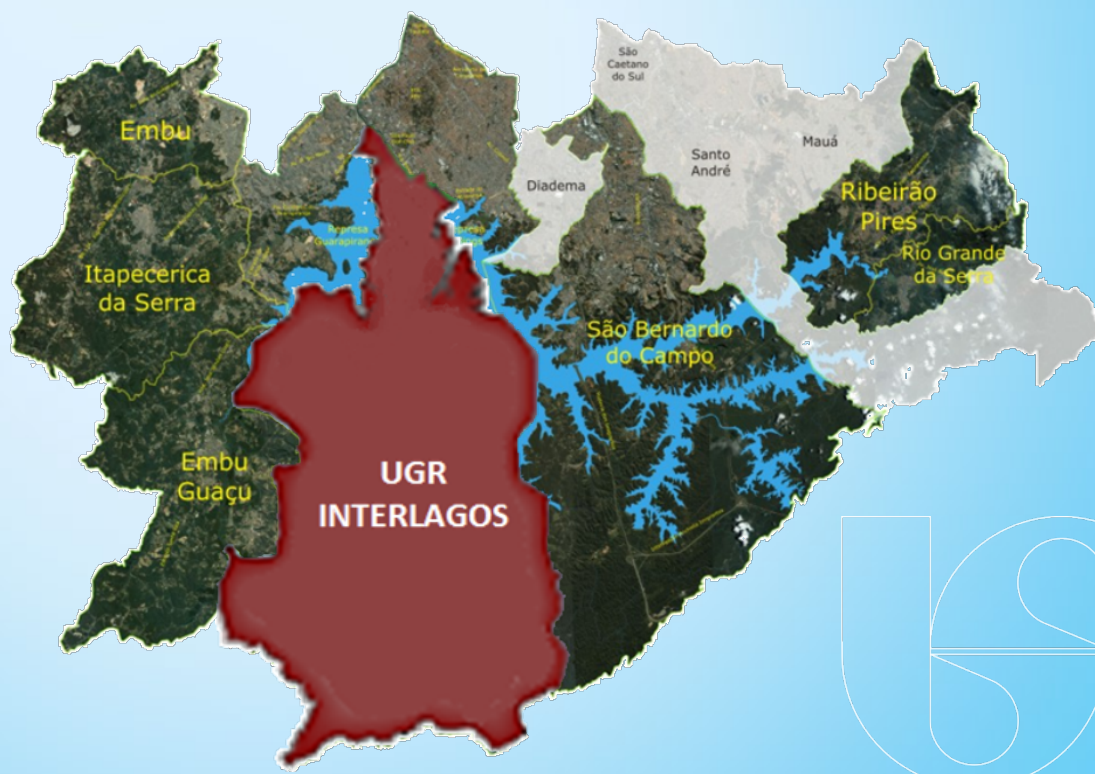 São
Caetano
do Sul
Embu
Mauá
Santo
André
Diadema
Ribeirão
Pires
Represa
Guarapiran
Rio Grande
da Serra
Itapecerica
da Serra
São Bernardo
do Campo
Embu
Guaçu
UGR
INTERLAGOS